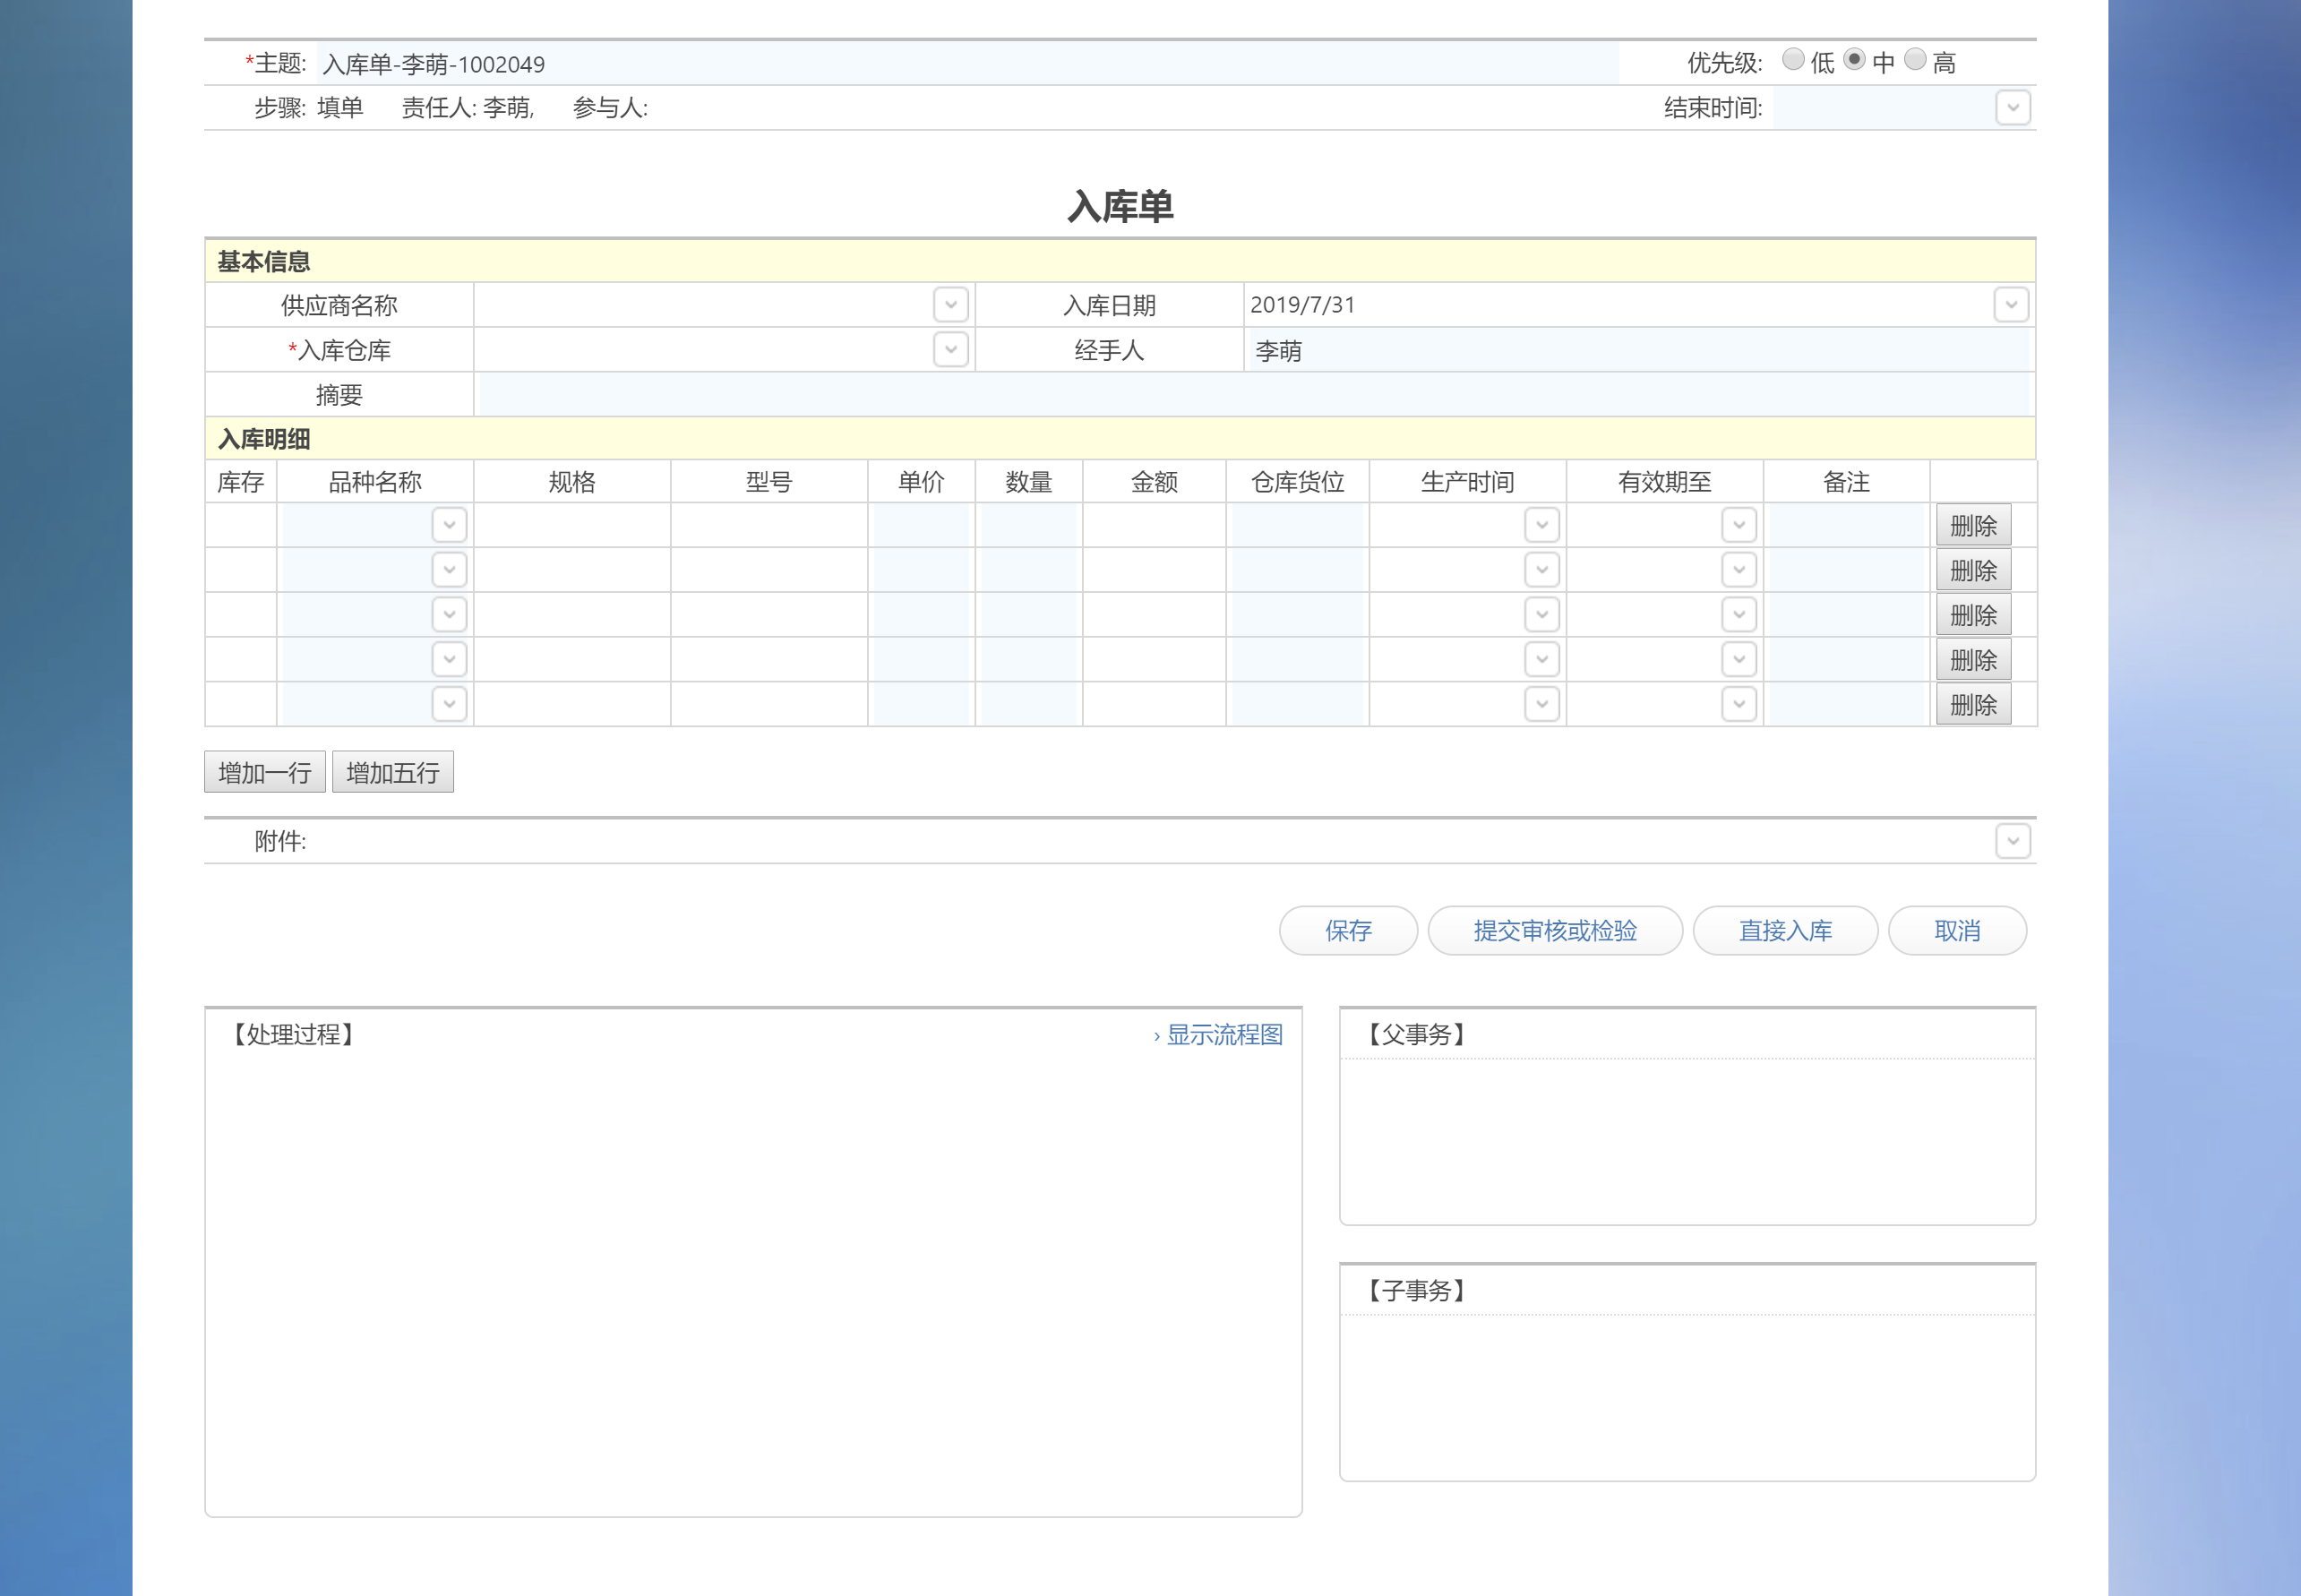 *主题: 入库单-李萌-1002049 优先级: 低 中 高
步骤: 填单 责任人: 李萌, 参与人: 结束时间:
入库单
基本信息
供应商名称 入库日期 2019/7/31
*入库仓库 经手人 李萌
摘要
入库明细
库存 品种名称 规格 型号 单价 数量 金额 仓库货位 生产时间 有效期至 备注
删除
删除
删除
删除
删除
增加一行 增加五行
附件:
保存 提交审核或检验 直接入库 取消
【处理过程】 › 显示流程图 【父事务】
【子事务】